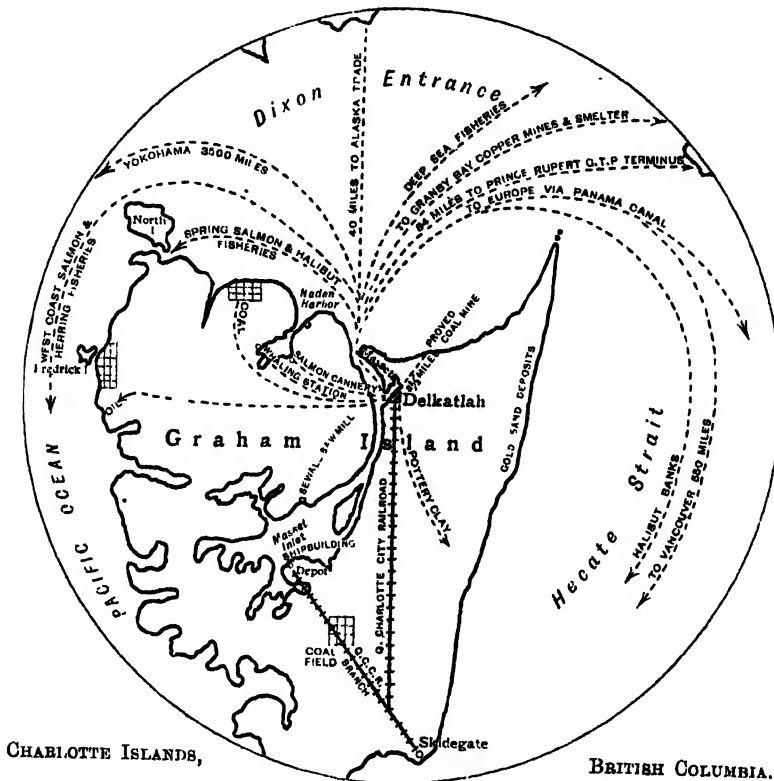 Dixon Entrance
40 MILES TO ALASKA TRADE
YOKOHAMA 3500 MILES
DEEP SEA FISHERIES
TO GRANBY BAY COPPER MINES & SMELTER
84 MILES TO PRINCE RUPERT G.T.P TERMINUS
TO EUROPE VIA PANAMA CANAL
WEST COAST SALMON &
HERRING FISHERIES
North
I
SPRING SALMON & HALIBUT
FISHERIES
COAL
Naden
Harbor
PROVED
COAL MINE
MILES
SALMON CANNERY
WHALING STATION
Fredrick I
OIL
Delkatlah
Graham Island
GOLD SAND DEPOSITS
SEWAL SAWMILL
POTTERY CLAY
PACIFIC OCEAN
Hecate Strait
HALIBUT BANKS
TO VANCOUVER 550 MILES
Masset
Inlet
SHIPBUILDING
Depot
Q. CHARLOTTE CITY RAILROAD
COAL
FIELD
Q.C.C.R.
BRANCH
Skidegate
CHARLOTTE ISLANDS,
BRITISH COLUMBIA.